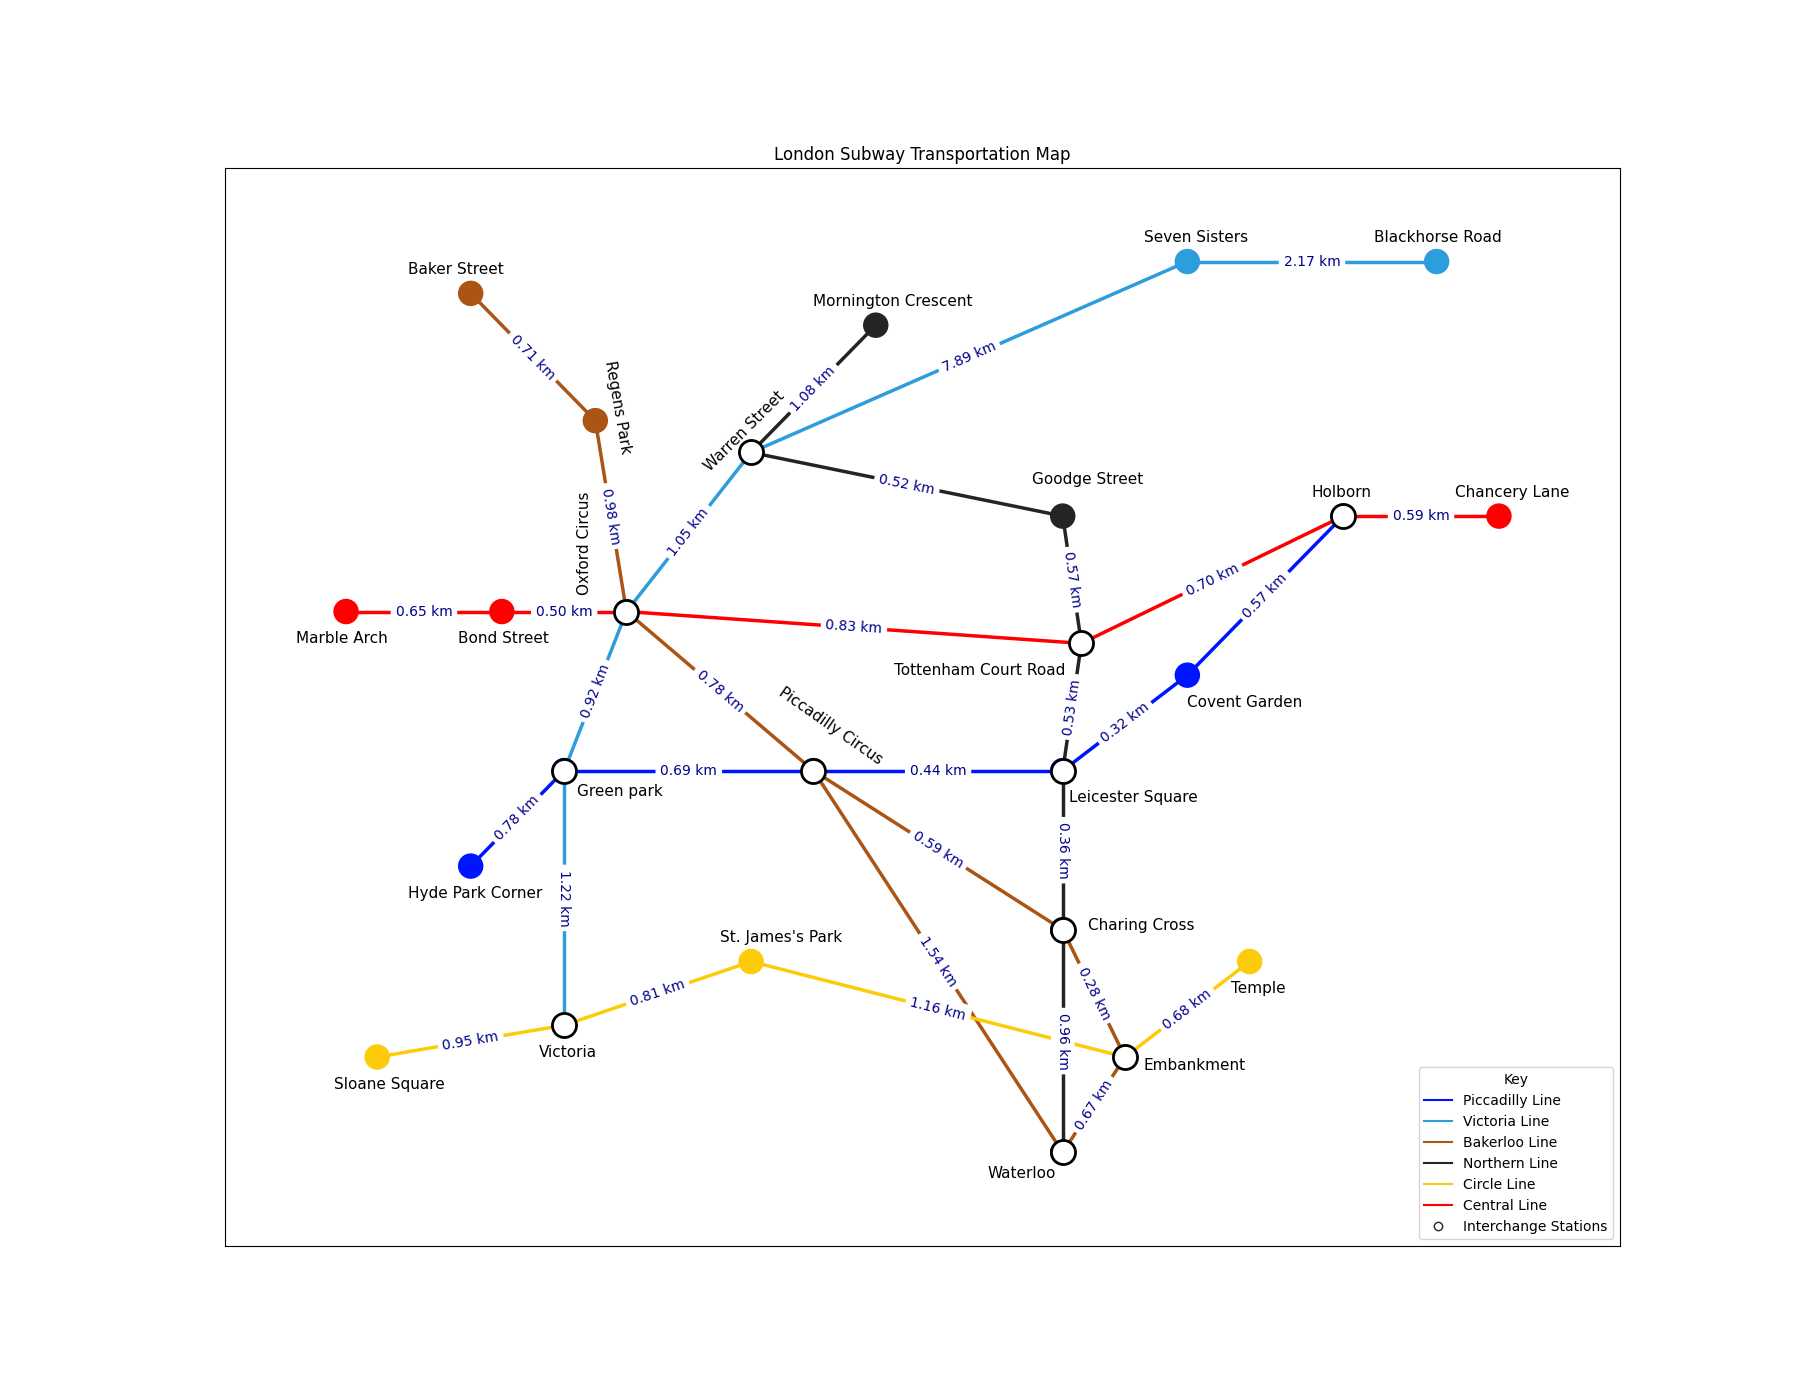 London Subway Transportation Map
Seven Sisters
Blackhorse Road
2.17 km
Baker Street
Mornington Crescent
0.71 km
7.89 km
Regens Park
1.08 km
Warren Street
0.52 km
Goodge Street
Holborn
Chancery Lane
0.59 km
0.98 km
Oxford Circus
1.05 km
0.57 km
0.70 km
0.57 km
Marble Arch
0.65 km
Bond Street
0.50 km
0.83 km
Tottenham Court Road
0.92 km
0.78 km
Piccadilly Circus
0.53 km
0.32 km
Covent Garden
Green park
0.69 km
0.44 km
Leicester Square
0.78 km
Hyde Park Corner
1.22 km
0.59 km
0.36 km
Charing Cross
St. James's Park
1.54 km
0.28 km
Temple
0.81 km
1.16 km
0.96 km
0.68 km
0.95 km
Victoria
Sloane Square
Embankment
0.67 km
Waterloo
Key
Piccadilly Line
Victoria Line
Bakerloo Line
Northern Line
Circle Line
Central Line
Interchange Stations